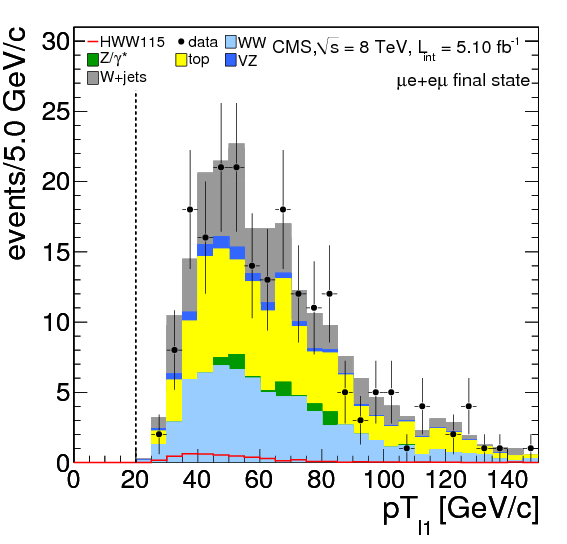 HWW115 data WW CMS,√s = 8 TeV, L_int = 5.10 fb⁻¹
Z/γ* top VZ
W+jets μe+eμ final state
events/5.0 GeV/c
30
25
20
15
10
5
0
0 20 40 60 80 100 120 140
pT_l1 [GeV/c]